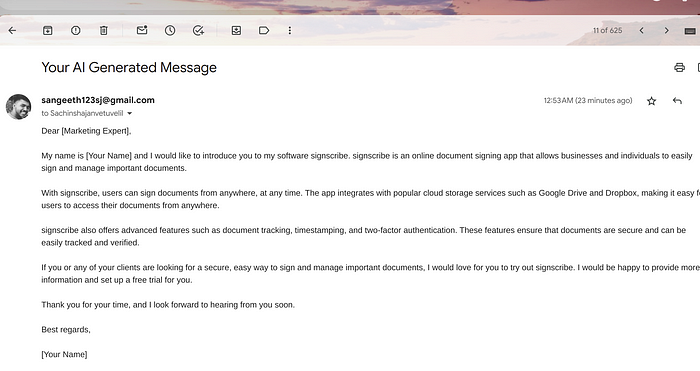 11 of 625
Your AI Generated Message
sangeeth123sj@gmail.com
12:53AM (23 minutes ago)
to Sachinshajanvetuvelil
Dear [Marketing Expert],
My name is [Your Name] and I would like to introduce you to my software signscribe. signscribe is an online document signing app that allows businesses and individuals to easily
sign and manage important documents.
With signscribe, users can sign documents from anywhere, at any time. The app integrates with popular cloud storage services such as Google Drive and Dropbox, making it easy
users to access their documents from anywhere.
signscribe also offers advanced features such as document tracking, timestamping, and two-factor authentication. These features ensure that documents are secure and can be
easily tracked and verified.
If you or any of your clients are looking for a secure, easy way to sign and manage important documents, I would love for you to try out signscribe. I would be happy to provide more
information and set up a free trial for you.
Thank you for your time, and I look forward to hearing from you soon.
Best regards,
[Your Name]